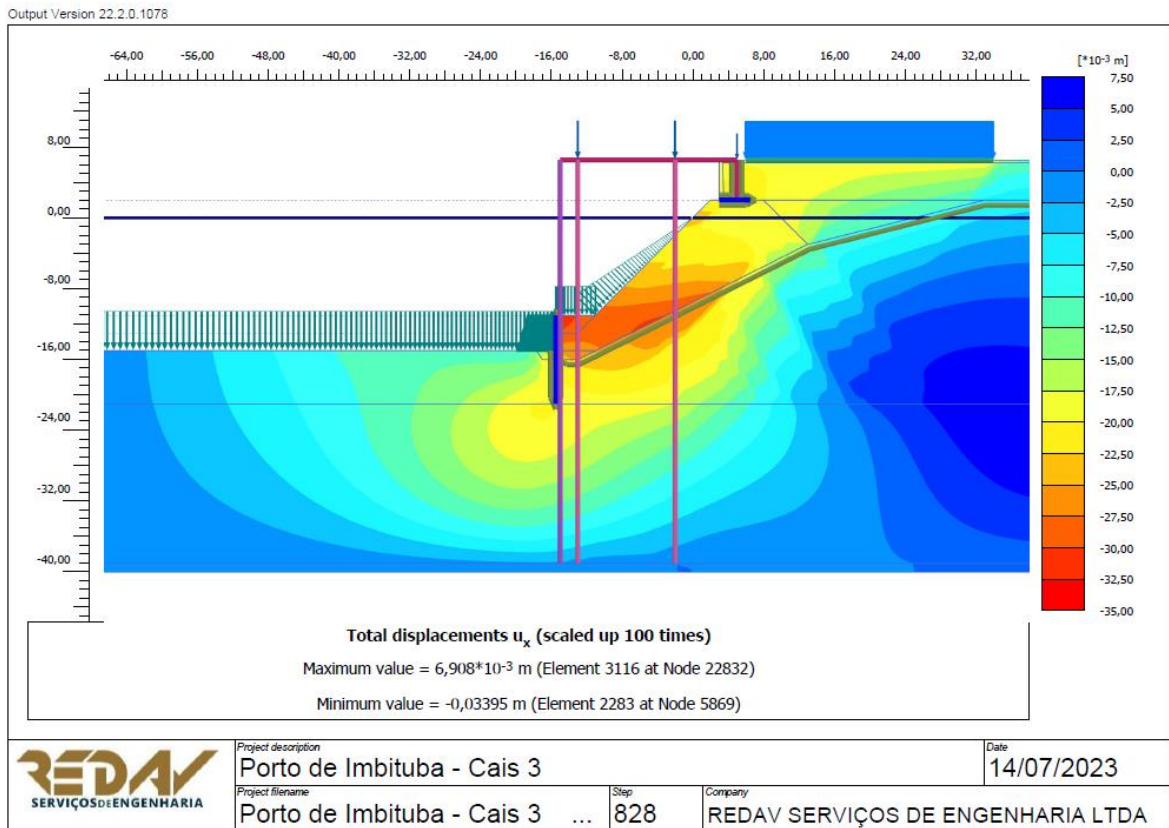 Output Version 22.2.0.1078
-64,00 -56,00 -48,00 -40,00 -32,00 -24,00 -16,00 -8,00 0,00 8,00 16,00 24,00 32,00
[*10-3 m]
8,00
0,00
-8,00
-16,00
-24,00
-32,00
-40,00
7,50
5,00
2,50
0,00
-2,50
-5,00
-7,50
-10,00
-12,50
-15,00
-17,50
-20,00
-22,50
-25,00
-27,50
-30,00
-32,50
-35,00
Total displacements ux (scaled up 100 times)
Maximum value = 6,908*10-3 m (Element 3116 at Node 22832)
Minimum value = -0,03395 m (Element 2283 at Node 5869)
REDAV
SERVIÇOS DE ENGENHARIA
Project description
Porto de Imbituba - Cais 3
Date
14/07/2023
Project filename
Porto de Imbituba - Cais 3 ...
Step
828
Company
REDAV SERVIÇOS DE ENGENHARIA LTDA